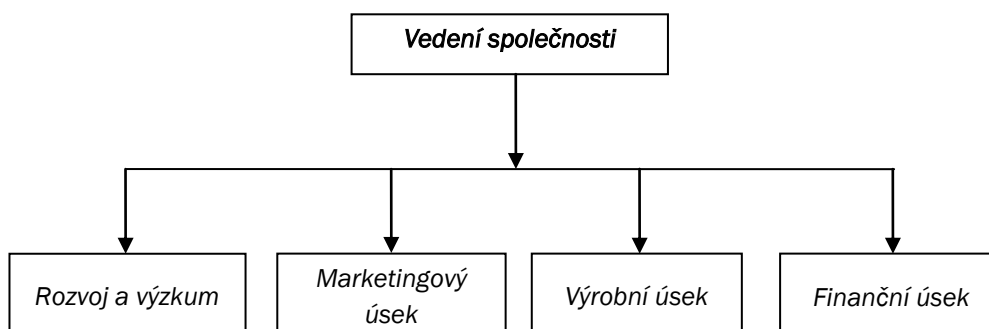 Vedení společnosti
Rozvoj a výzkum
Marketingový
úsek
Výrobní úsek
Finanční úsek